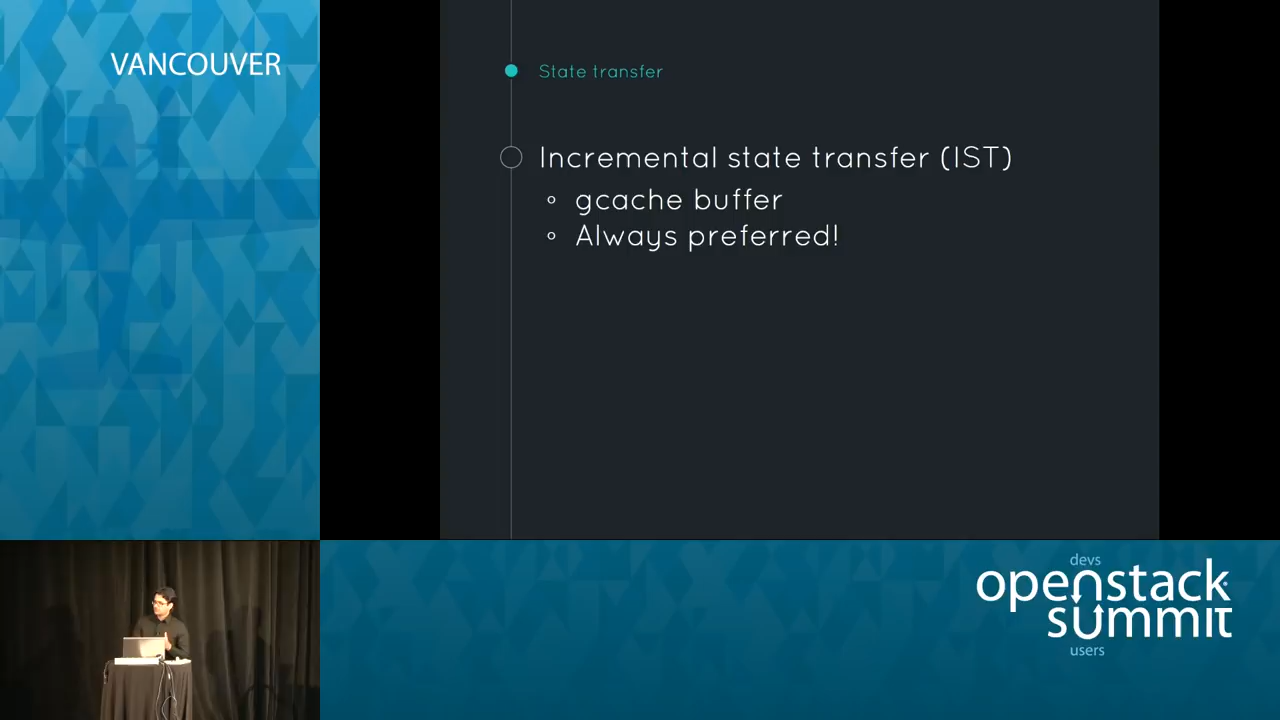 VANCOUVER
State transfer
Incremental state transfer (IST)
gcache buffer
Always preferred!
devs
openstack
summit
users